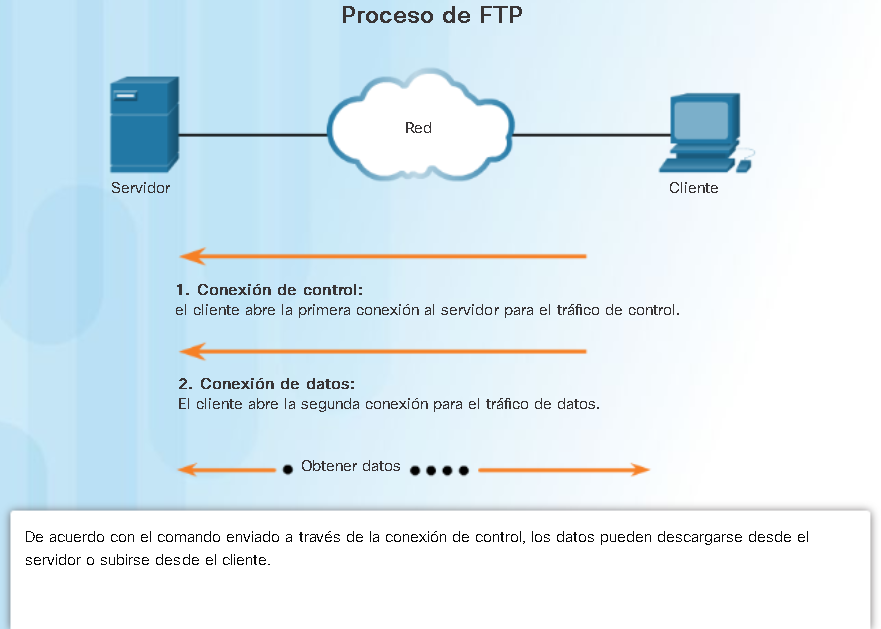 Proceso de FTP
Red
Servidor
Cliente
1. Conexión de control:
el cliente abre la primera conexión al servidor para el tráfico de control.
2. Conexión de datos:
El cliente abre la segunda conexión para el tráfico de datos.
Obtener datos
De acuerdo con el comando enviado a través de la conexión de control, los datos pueden descargarse desde el
servidor o subirse desde el cliente.